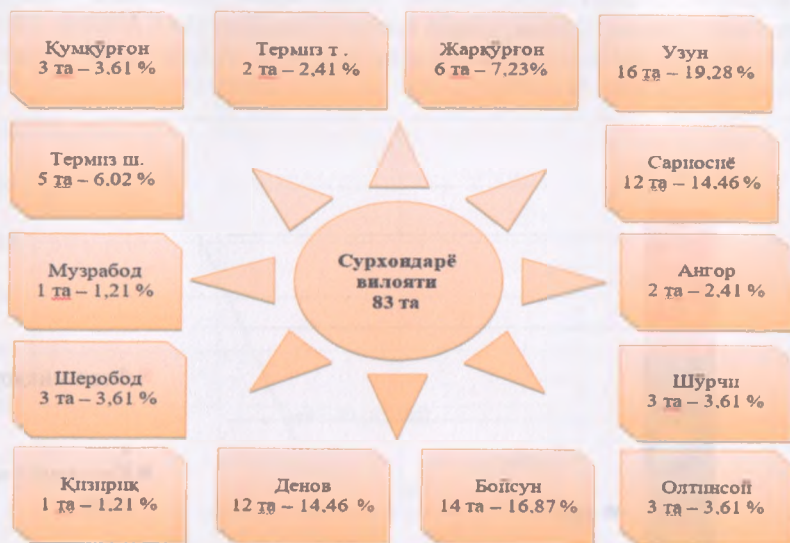 Қумқўрғон
3 та – 3.61 %
Термиз т .
2 та – 2,41 %
Жарқўрғон
6 та – 7,23%
Узун
16 та – 19,28 %
Термиз ш.
5 та – 6.02 %
Сариосиё
12 та – 14.46 %
Сурхондарё
вилояти
83 та
Музрабод
1 та – 1,21 %
Ангор
2 та – 2.41 %
Шеробод
3 та – 3,61 %
Шўрчи
3 та – 3.61 %
Қизириқ
1 та – 1.21 %
Денов
12 та – 14.46 %
Бойсун
14 та – 16.87 %
Олтинсой
3 та – 3.61 %